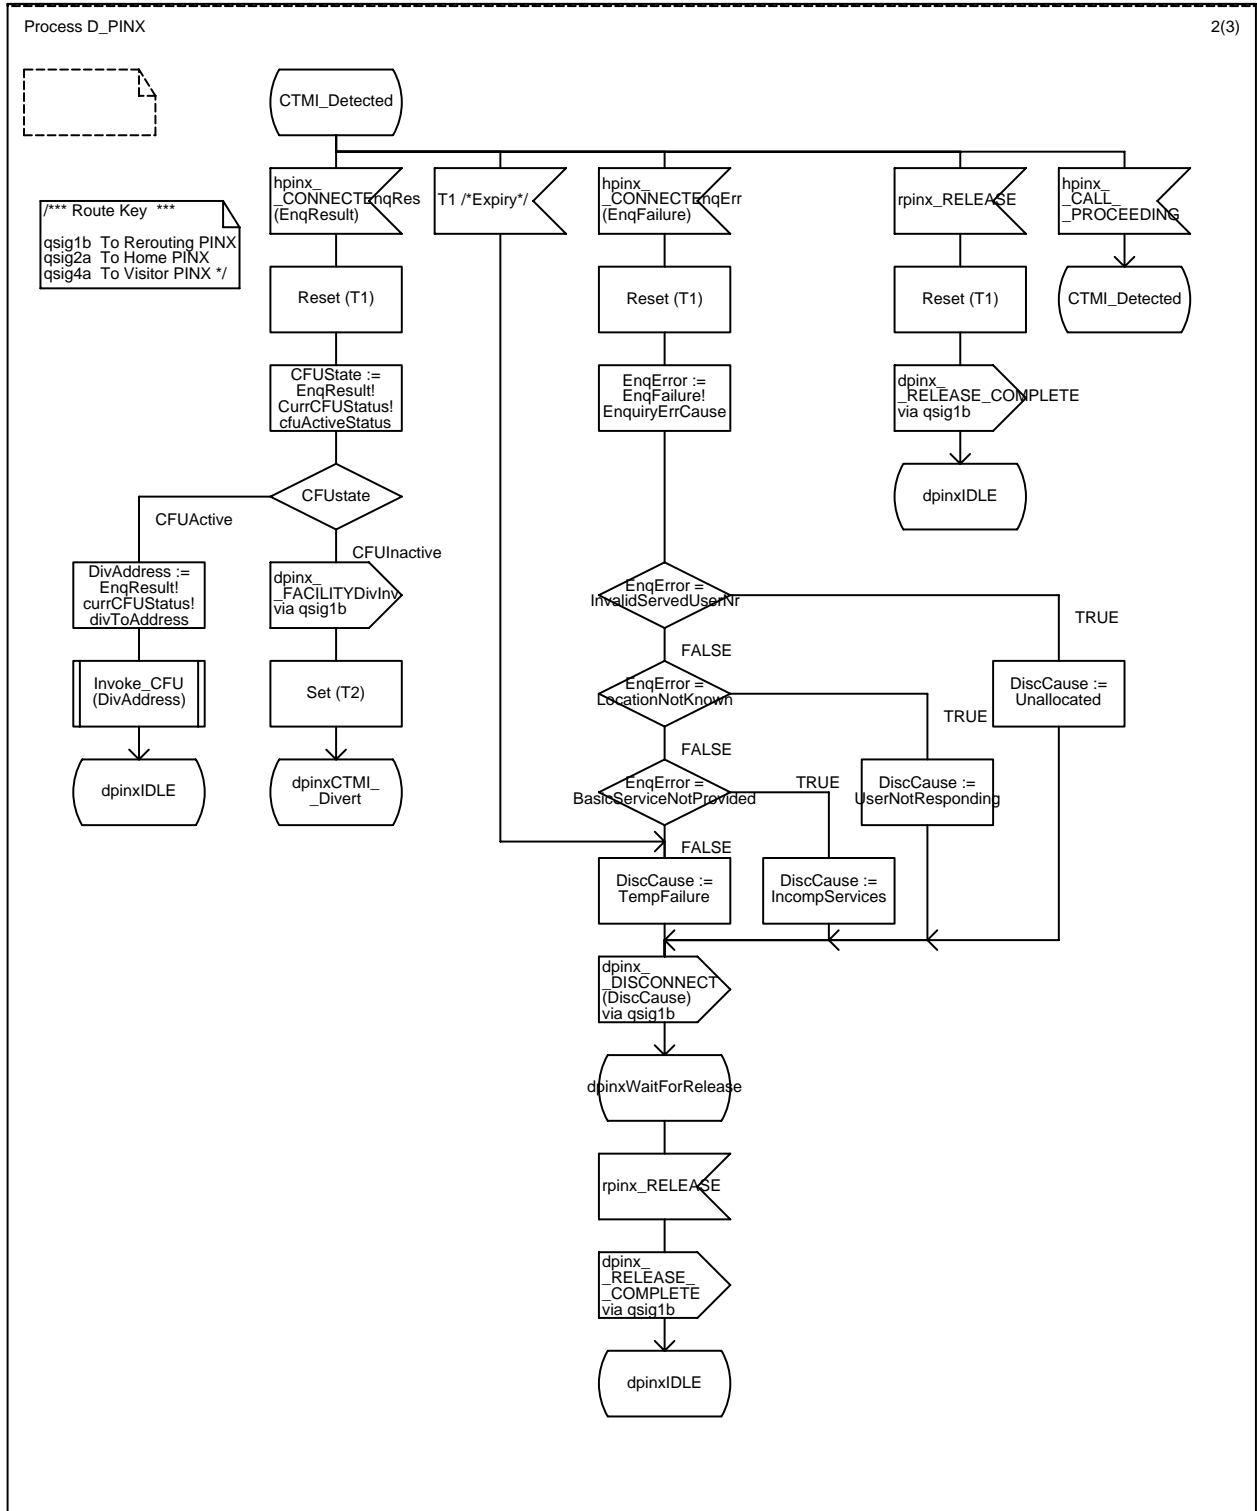 Process D_PINX
2(3)
CTMI_Detected
hpinx_
_CONNECTEnqRes
(EnqResult)
T1 /*Expiry*/
hpinx_
_CONNECTEnqErr
(EnqFailure)
rpinx_RELEASE
hpinx_
_CALL_
_PROCEEDING
/*** Route Key  ***
qsig1b  To Rerouting PINX
qsig2a  To Home PINX
qsig4a  To Visitor PINX */
Reset (T1)
Reset (T1)
Reset (T1)
CTMI_Detected
CFUState :=
EnqResult!
CurrCFUStatus!
cfuActiveStatus
EnqError :=
EnqFailure!
EnquiryErrCause
dpinx_
_RELEASE_COMPLETE
via qsig1b
CFUstate
dpinxIDLE
CFUActive
CFUInactive
DivAddress :=
EnqResult!
currCFUStatus!
divToAddress
dpinx_
_FACILITYDivInv
via qsig1b
EnqError =
InvalidServedUserNr
TRUE
FALSE
Invoke_CFU
(DivAddress)
Set (T2)
EnqError =
LocationNotKnown
TRUE
DiscCause :=
Unallocated
FALSE
dpinxIDLE
dpinxCTMI_
_Divert
EnqError =
BasicServiceNotProvided
TRUE
DiscCause :=
UserNotResponding
FALSE
DiscCause :=
TempFailure
DiscCause :=
IncompServices
dpinx_
_DISCONNECT
(DiscCause)
via qsig1b
dpinxWaitForRelease
rpinx_RELEASE
dpinx_
_RELEASE_
_COMPLETE
via qsig1b
dpinxIDLE